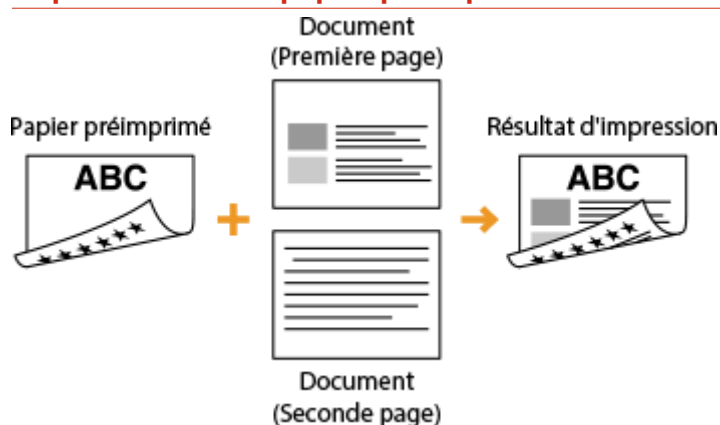 Document
(Première page)
Papier préimprimé
ABC
Résultat d'impression
ABC
Document
(Seconde page)